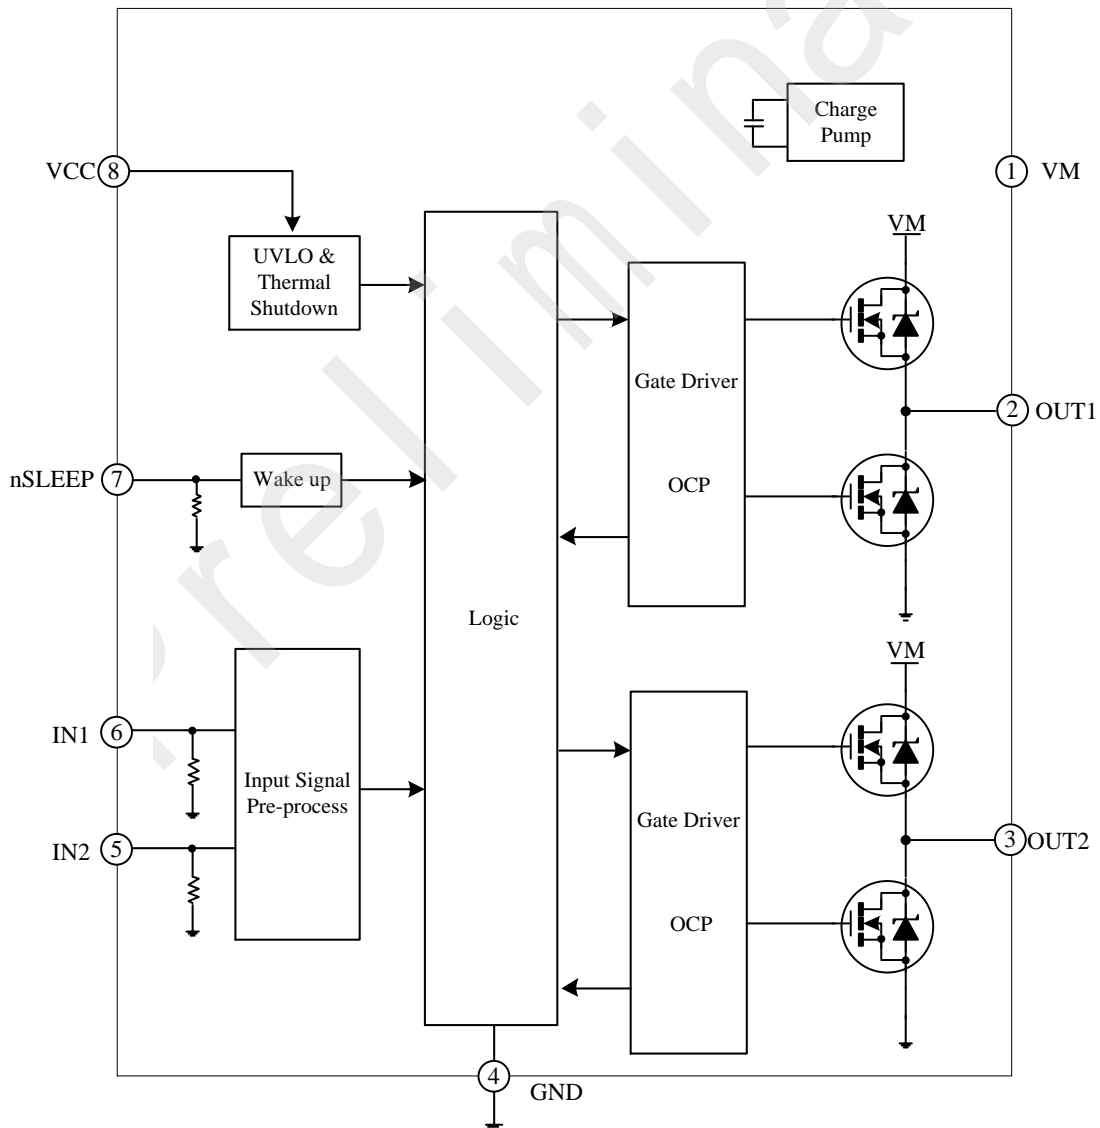 Charge
Pump
VCC 8
1 VM
UVLO &
Thermal
Shutdown
VM
Gate Driver
2 OUT1
nSLEEP 7
Wake up
OCP
Logic
VM
IN1 6
Input Signal
Pre-process
Gate Driver
3 OUT2
IN2 5
OCP
4
GND
relimina